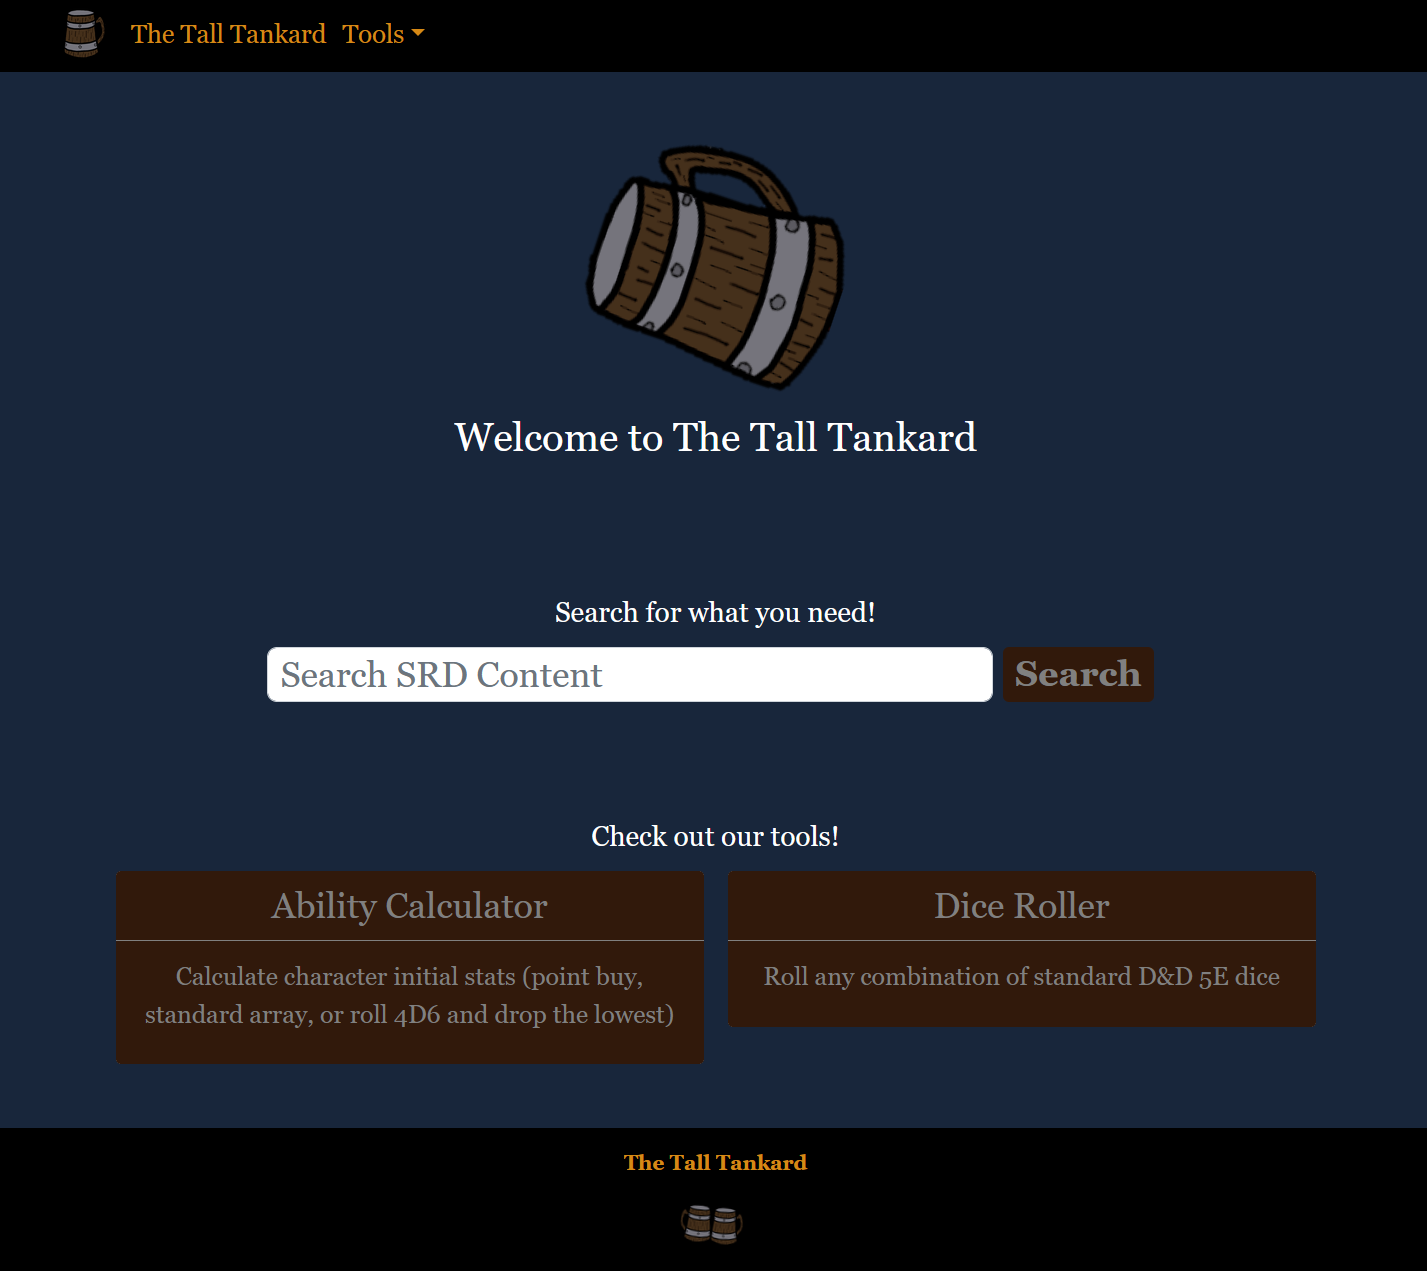 The Tall Tankard Tools
Welcome to The Tall Tankard
Search for what you need!
Search SRD Content Search
Check out our tools!
Ability Calculator
Calculate character initial stats (point buy,
standard array, or roll 4D6 and drop the lowest)
Dice Roller
Roll any combination of standard D&D 5E dice
The Tall Tankard